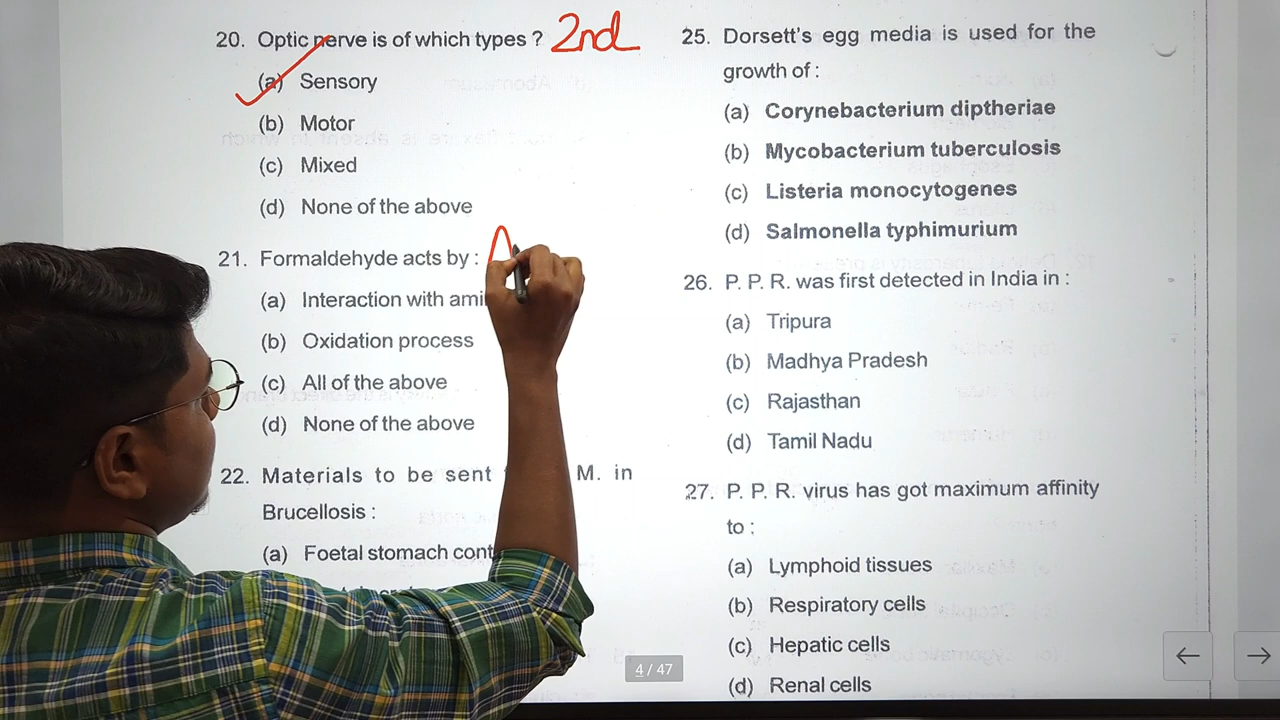 20. Optic nerve is of which types ? 2nd
(a) Sensory
(b) Motor
(c) Mixed
(d) None of the above
21. Formaldehyde acts by :
(a) Interaction with
(b) Oxidation process
(c) All of the above
(d) None of the above
22. Materials to be sent M. in
Brucellosis :
(a) Foetal stomach
25. Dorsett's egg media is used for the
growth of :
(a) Corynebacterium diptheriae
(b) Mycobacterium tuberculosis
(c) Listeria monocytogenes
(d) Salmonella typhimurium
26. P. P. R. was first detected in India in :
(a) Tripura
(b) Madhya Pradesh
(c) Rajasthan
(d) Tamil Nadu
27. P. P. R. virus has got maximum affinity
to :
(a) Lymphoid tissues
(b) Respiratory cells
(c) Hepatic cells
(d) Renal cells
4 / 47